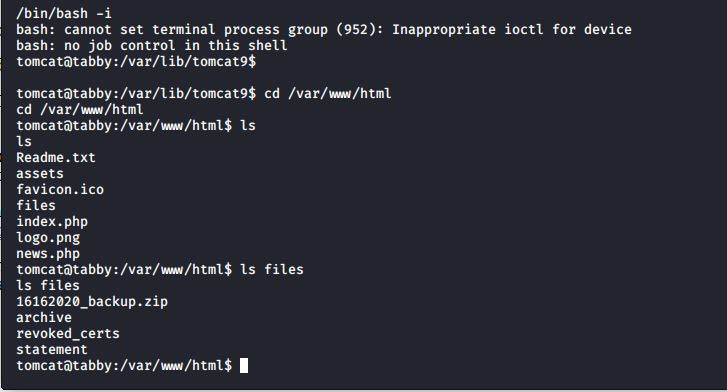 /bin/bash -i
bash: cannot set terminal process group (952): Inappropriate ioctl for device
bash: no job control in this shell
tomcat@tabby:/var/lib/tomcat9$
tomcat@tabby:/var/lib/tomcat9$ cd /var/www/html
cd /var/www/html
tomcat@tabby:/var/www/html$ ls
ls
Readme.txt
assets
favicon.ico
files
index.php
logo.png
news.php
tomcat@tabby:/var/www/html$ ls files
ls files
16162020_backup.zip
archive
revoked_certs
statement
tomcat@tabby:/var/www/html$